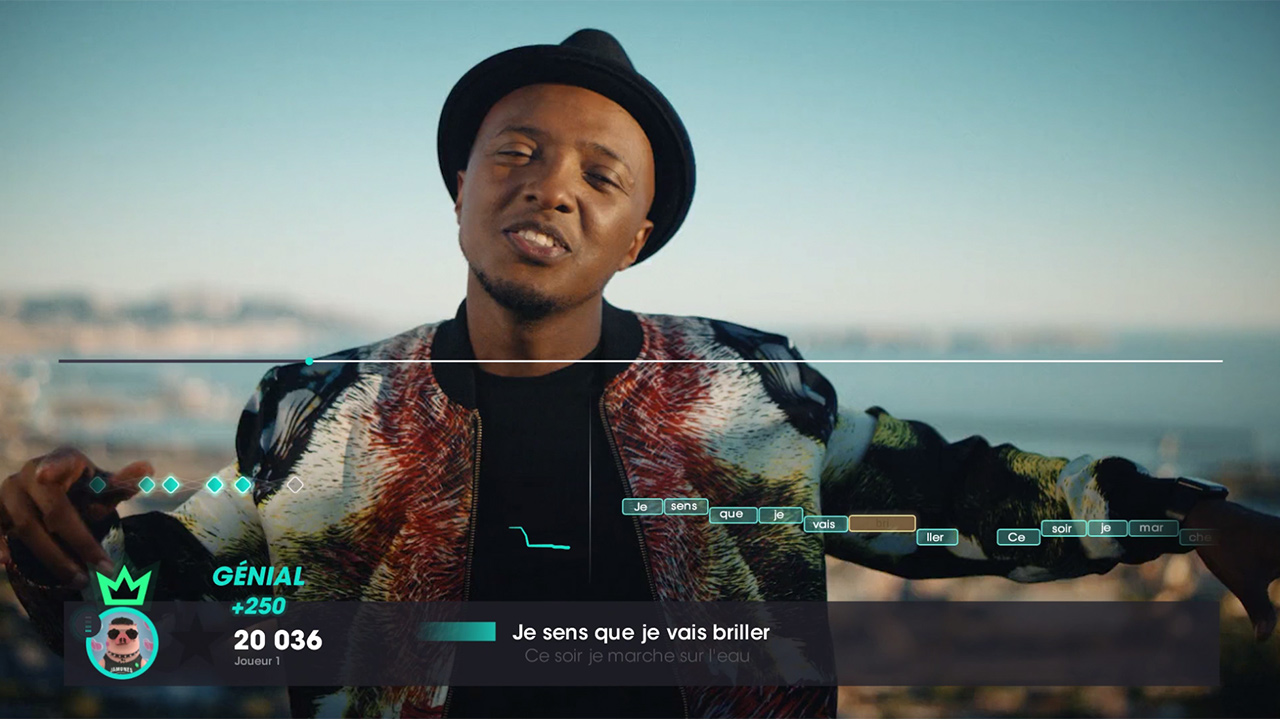 Je sens que je vais ller Ce soir je mar che
GÉNIAL
+250
20 036
Joueur 1
Je sens que je vais briller
Ce soir je marche sur l'eau